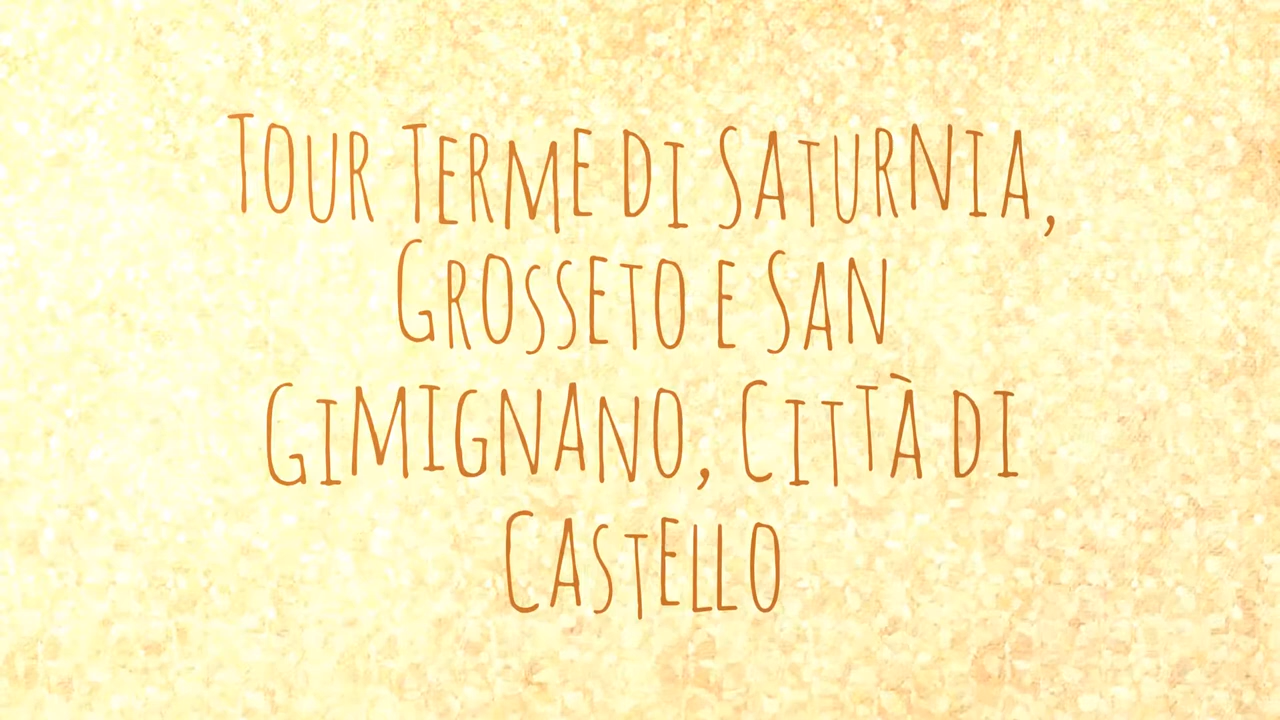 Tour Terme di Saturnia,
Grosseto e San
Gimignano, Città di
Castello